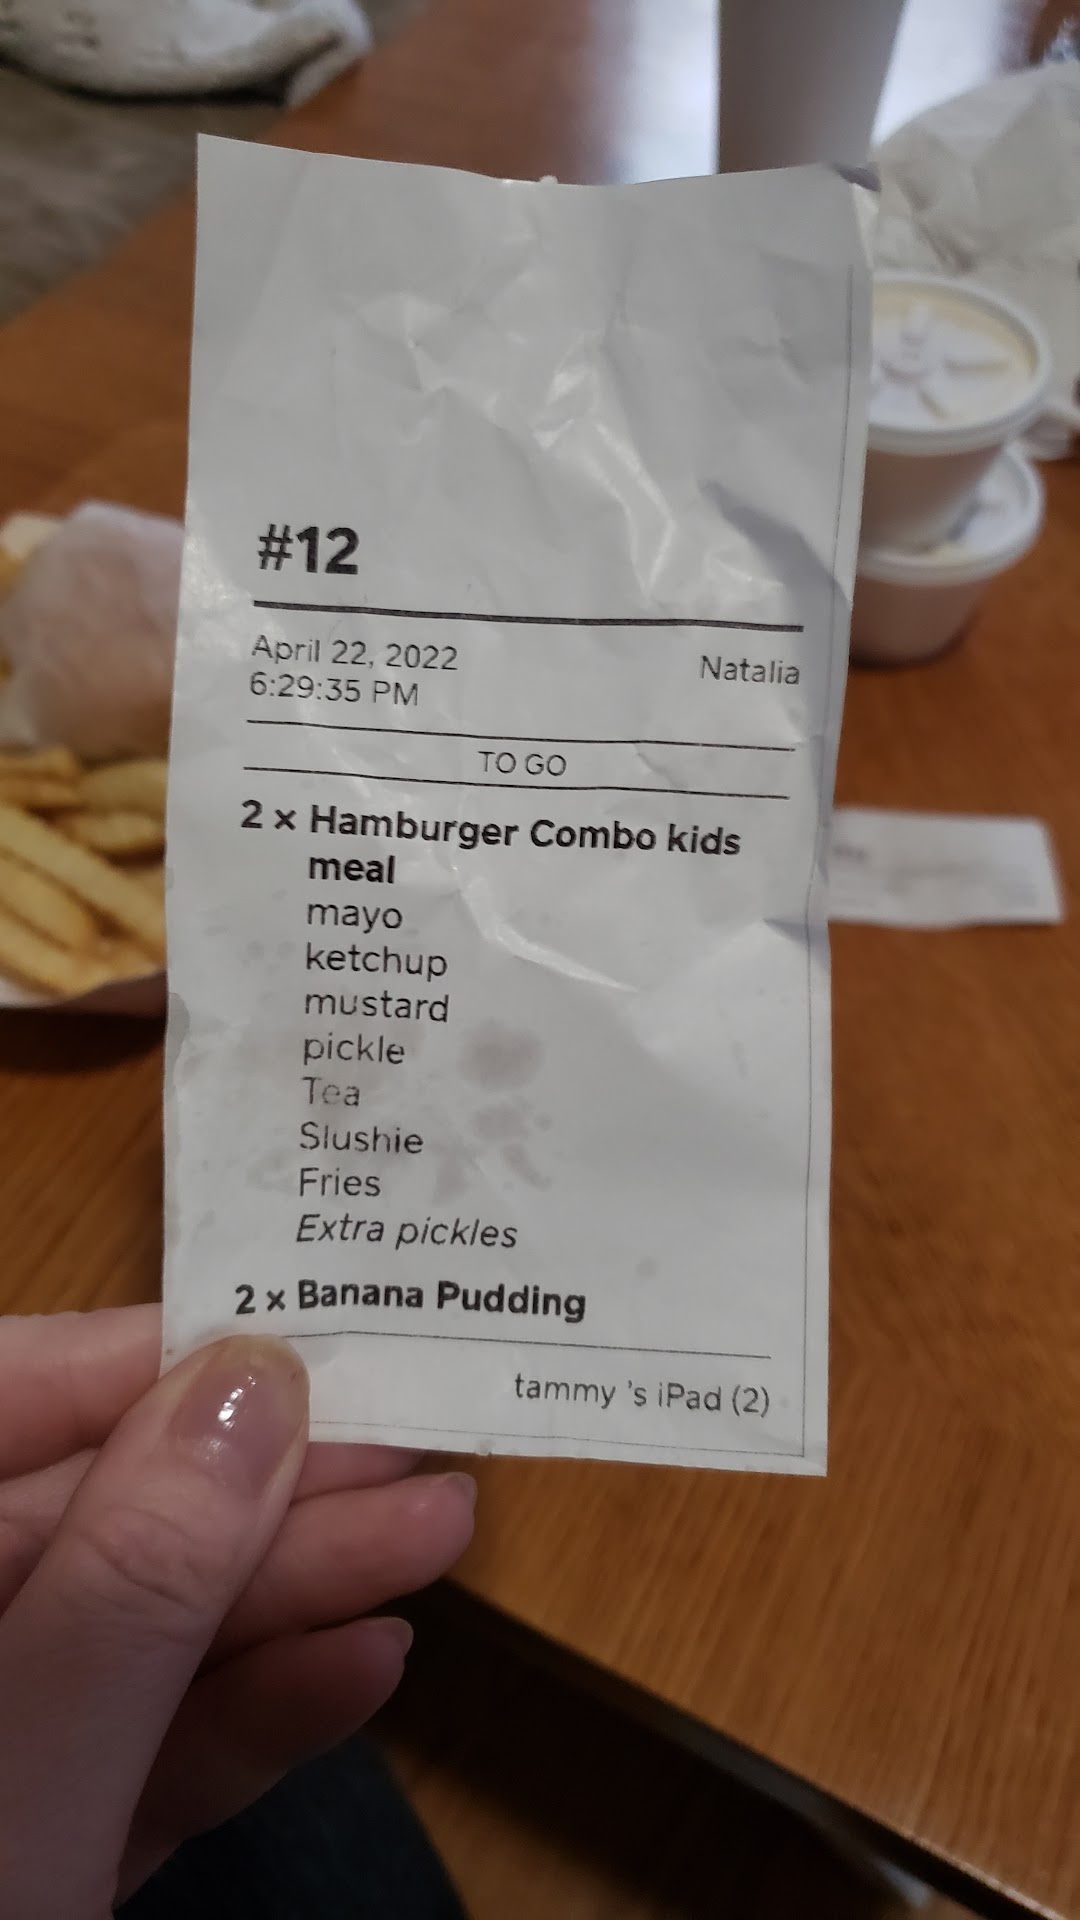 #12
April 22, 2022
Natalia
6:29:35 PM
TO GO
2 x Hamburger Combo kids
meal
mayo
ketchup
mustard
pickle
Tea
Slushie
Fries
Extra pickles
2 x Banana Pudding
tammy 's iPad (2)